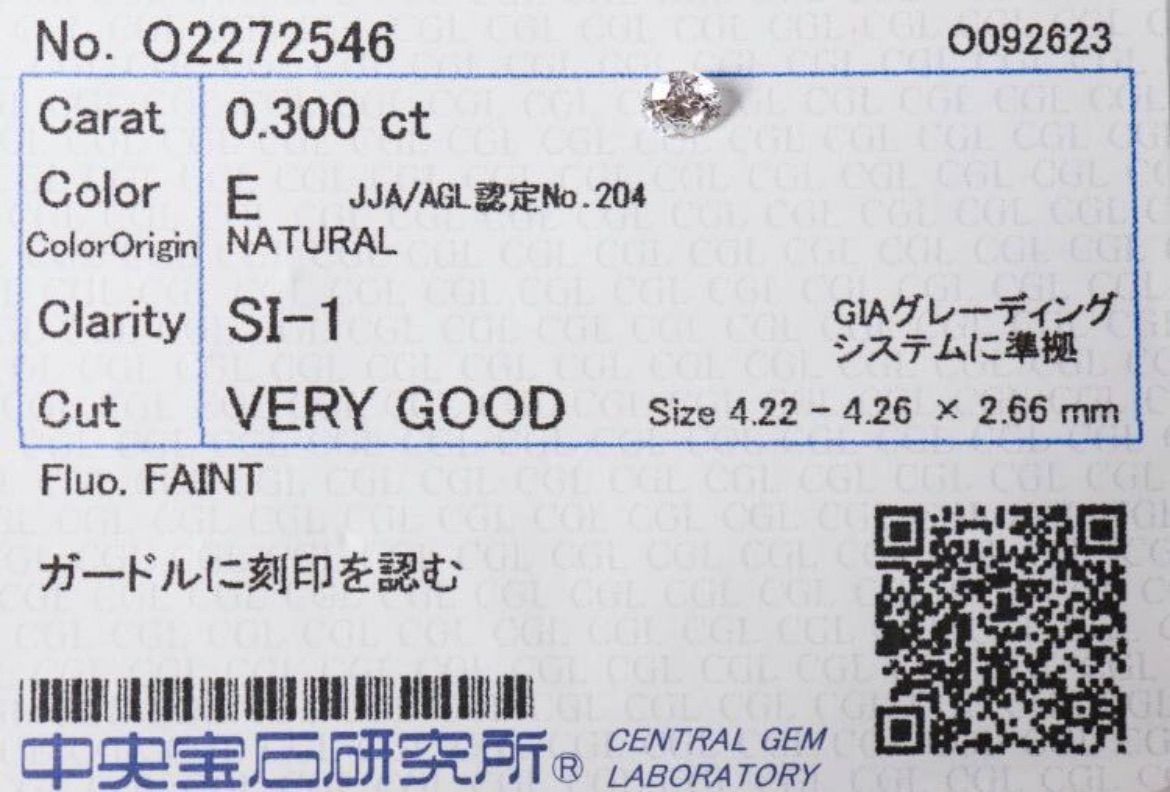 No. O2272546 O092623
Carat 0.300 ct
Color E JJA/AGL認定No.204
ColorOrigin NATURAL
Clarity SI-1 GIAグレーディング
システムに準拠
Cut VERY GOOD Size 4.22 - 4.26 × 2.66 mm
Fluo. FAINT
ガードルに刻印を認む
中央宝石研究所® CENTRAL GEM
LABORATORY